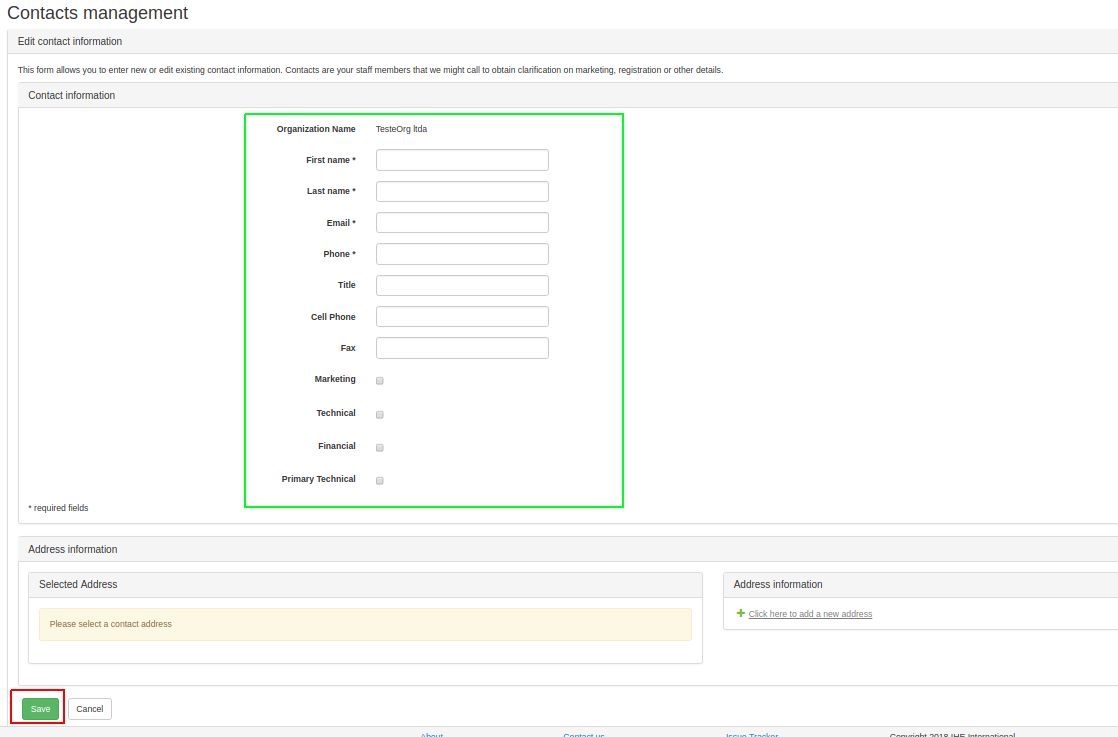 Contacts management
Edit contact information
This form allows you to enter new or edit existing contact information. Contacts are your staff members that we might call to obtain clarification on marketing, registration or other details.
Contact information
Organization Name TesteOrg ltda
First name *
Last name *
Email *
Phone *
Title
Cell Phone
Fax
Marketing
Technical
Financial
Primary Technical
* required fields
Address information
Selected Address
Please select a contact address
Address information
Click here to add a new address
Save Cancel
About Contact us Issue Tracker Copyright 2018 IHE International